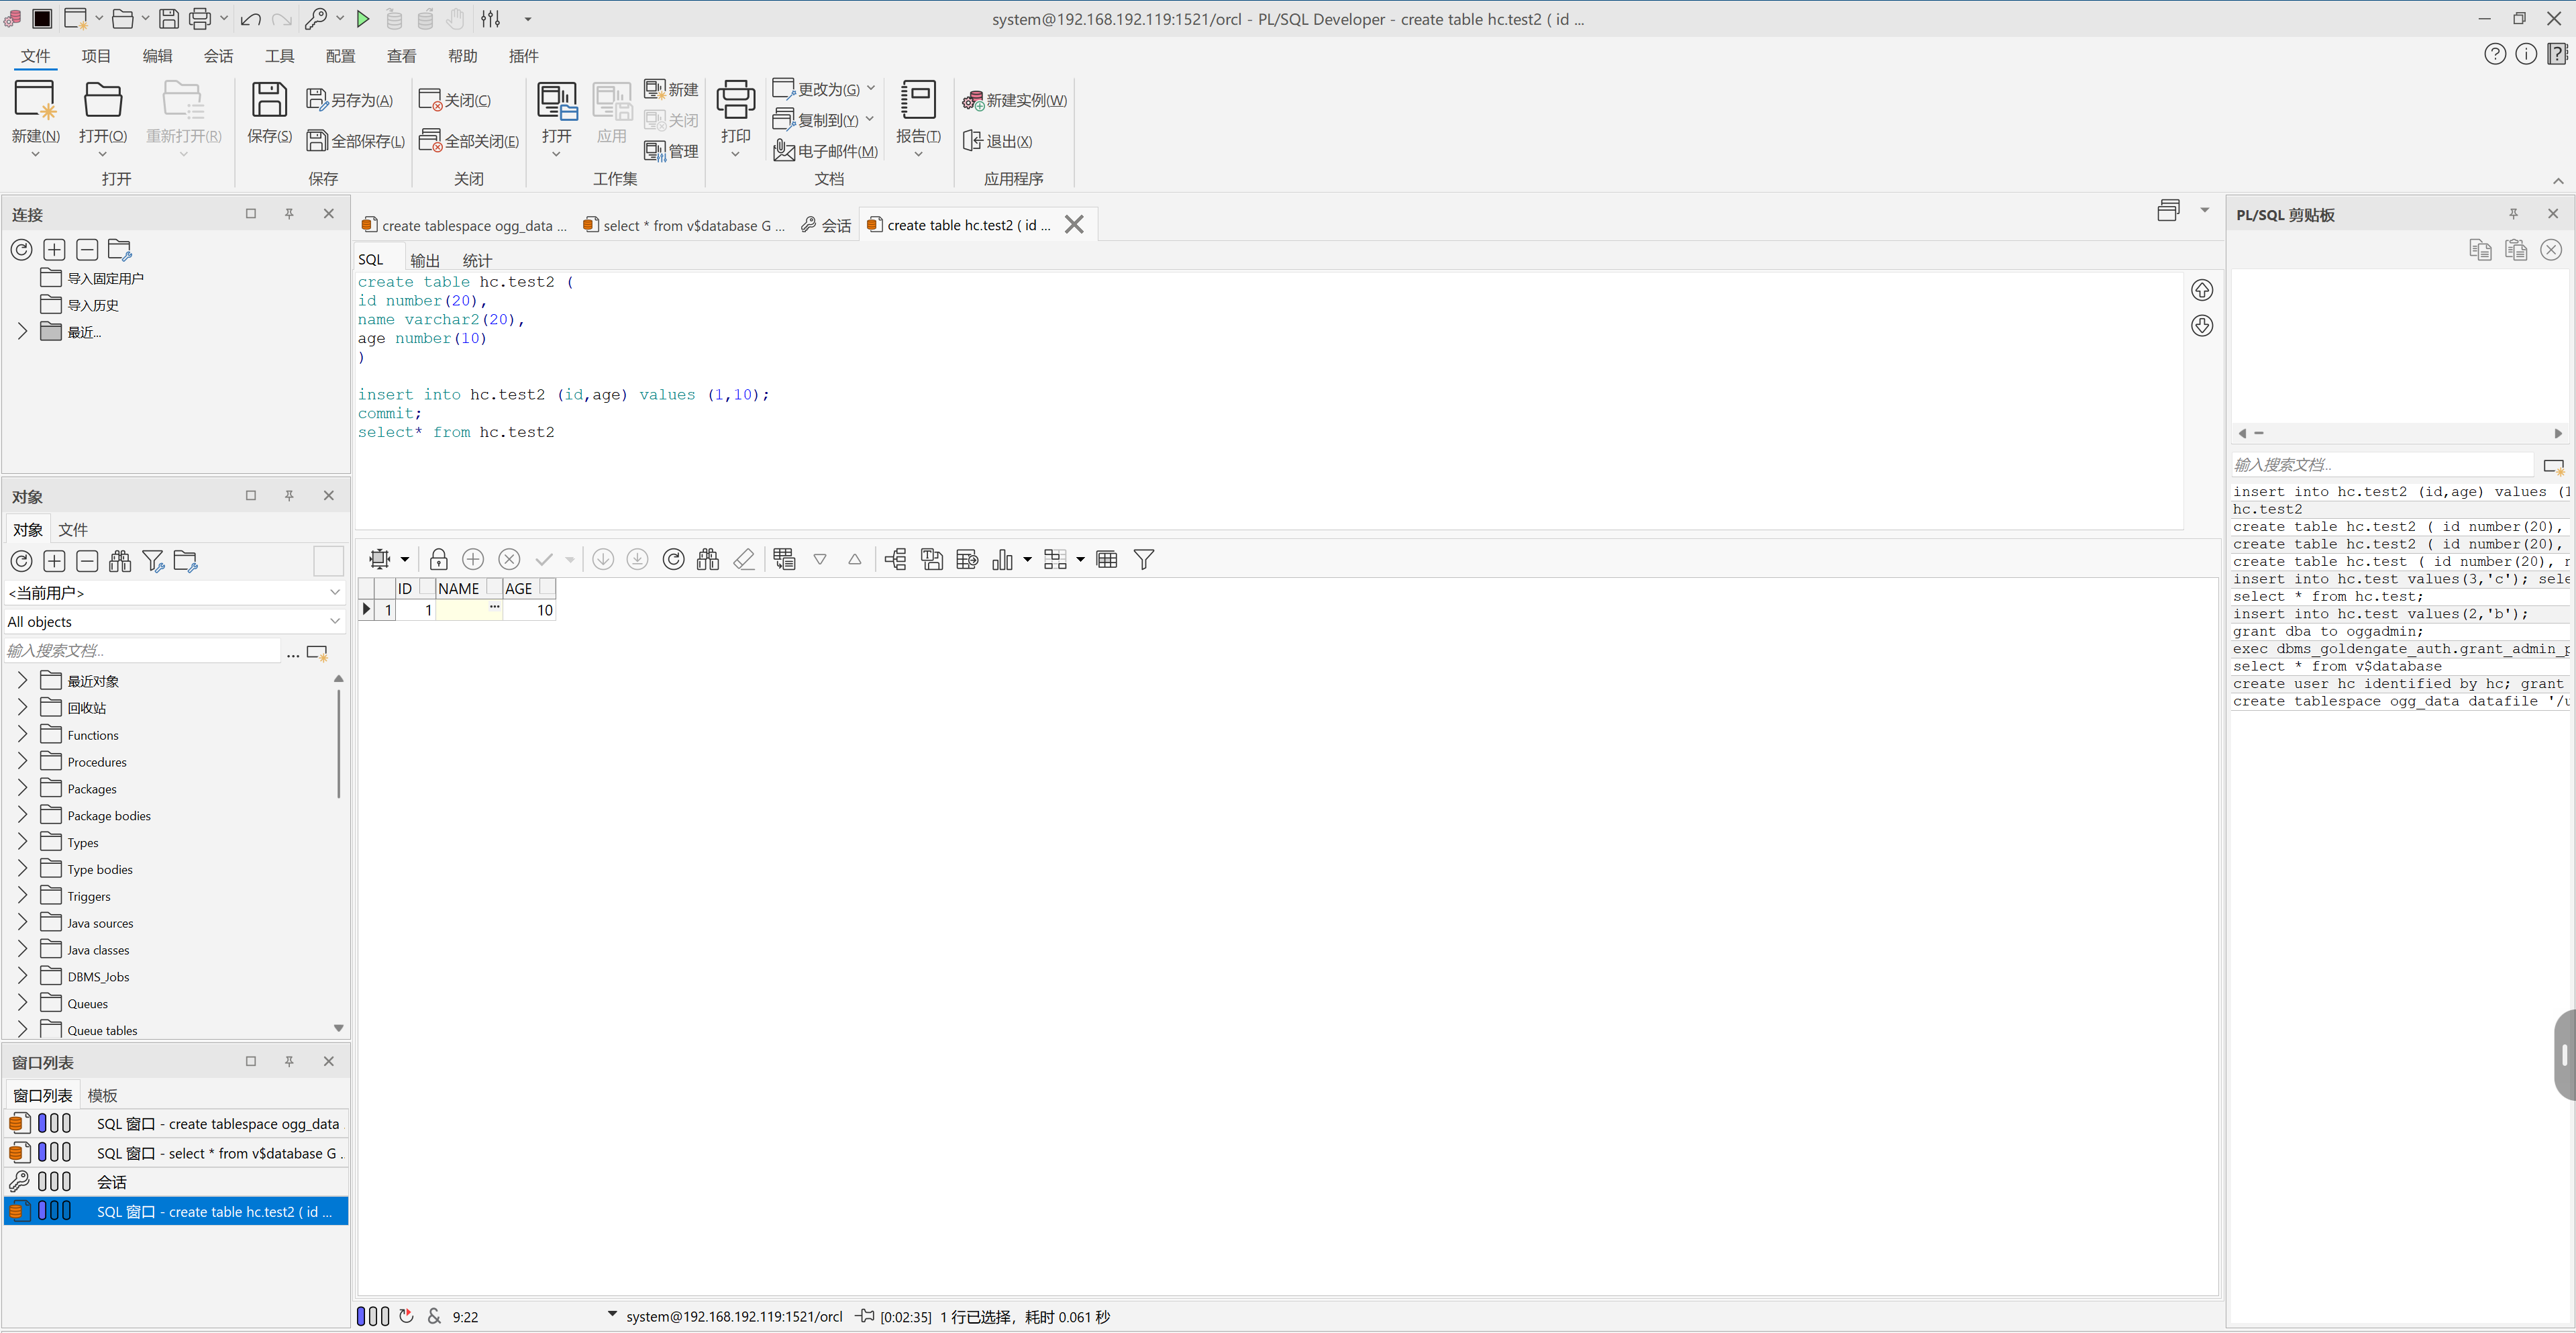 system@192.168.192.119:1521/orcl - PL/SQL Developer - create table hc.test2 ( id ...
文件 项目 编辑 会话 工具 配置 查看 帮助 插件
新建(N) 打开(O) 重新打开(R)
打开
保存(S) 另存为(A) 全部保存(L)
保存
关闭(C) 全部关闭(E)
关闭
打开 应用 新建 关闭 管理
工作集
打印 更改为(G) 复制到(Y) 电子邮件(M) 报告(T)
文档
新建实例(W) 退出(X)
应用程序
连接
导入固定用户
导入历史
最近...
对象
对象 文件
<当前用户>
All objects
输入搜索文档...
最近对象
回收站
Functions
Procedures
Packages
Package bodies
Types
Type bodies
Triggers
Java sources
Java classes
DBMS_Jobs
Queues
Queue tables
窗口列表
窗口列表 模板
SQL 窗口 - create tablespace ogg_data
SQL 窗口 - select * from v$database G ..
会话
SQL 窗口 - create table hc.test2 ( id ...
create tablespace ogg_data ... select * from v$database G ... 会话 create table hc.test2 ( id ...
SQL 输出 统计
create table hc.test2 (
id number(20),
name varchar2(20),
age number(10)
)
insert into hc.test2 (id,age) values (1,10);
commit;
select* from hc.test2
ID NAME AGE
1 1 ... 10
& 9:22 system@192.168.192.119:1521/orcl [0:02:35] 1 行已选择，耗时 0.061 秒
PL/SQL 剪贴板
输入搜索文档...
insert into hc.test2 (id,age) values (1
hc.test2
create table hc.test2 ( id number(20),
create table hc.test2 ( id number(20),
create table hc.test ( id number(20), n
insert into hc.test values(3,'c'); sele
select * from hc.test;
insert into hc.test values(2,'b');
grant dba to oggadmin;
exec dbms_goldengate_auth.grant_admin_p
select * from v$database
create user hc identified by hc; grant
create tablespace ogg_data datafile '/u